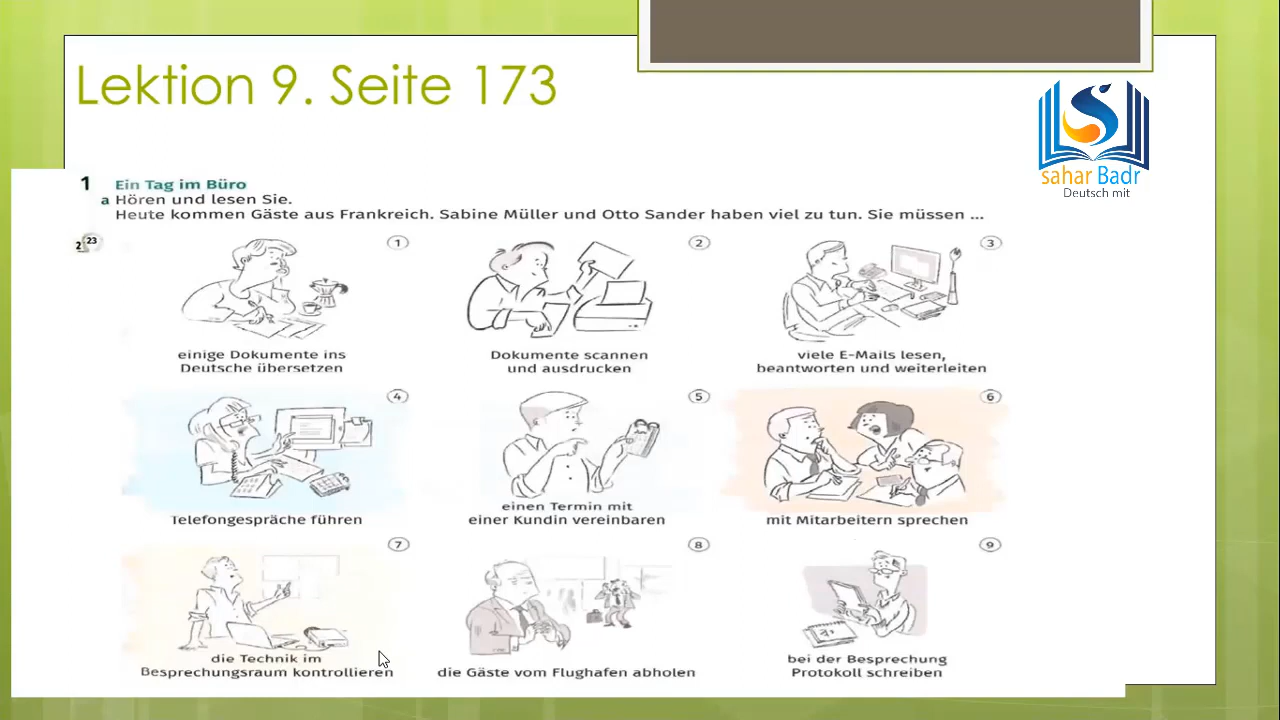 Lektion 9. Seite 173
sahar Badr
Deutsch mit
1 Ein Tag im Büro
a Hören und lesen Sie.
Heute kommen Gäste aus Frankreich. Sabine Müller und Otto Sander haben viel zu tun. Sie müssen ...
2 23
1
2
3
einige Dokumente ins
Deutsche übersetzen
Dokumente scannen
und ausdrucken
viele E-Mails lesen,
beantworten und weiterleiten
4
5
6
Telefongespräche führen
einen Termin mit
einer Kundin vereinbaren
mit Mitarbeitern sprechen
7
8
9
die Technik im
Besprechungsraum kontrollieren
die Gäste vom Flughafen abholen
bei der Besprechung
Protokoll schreiben